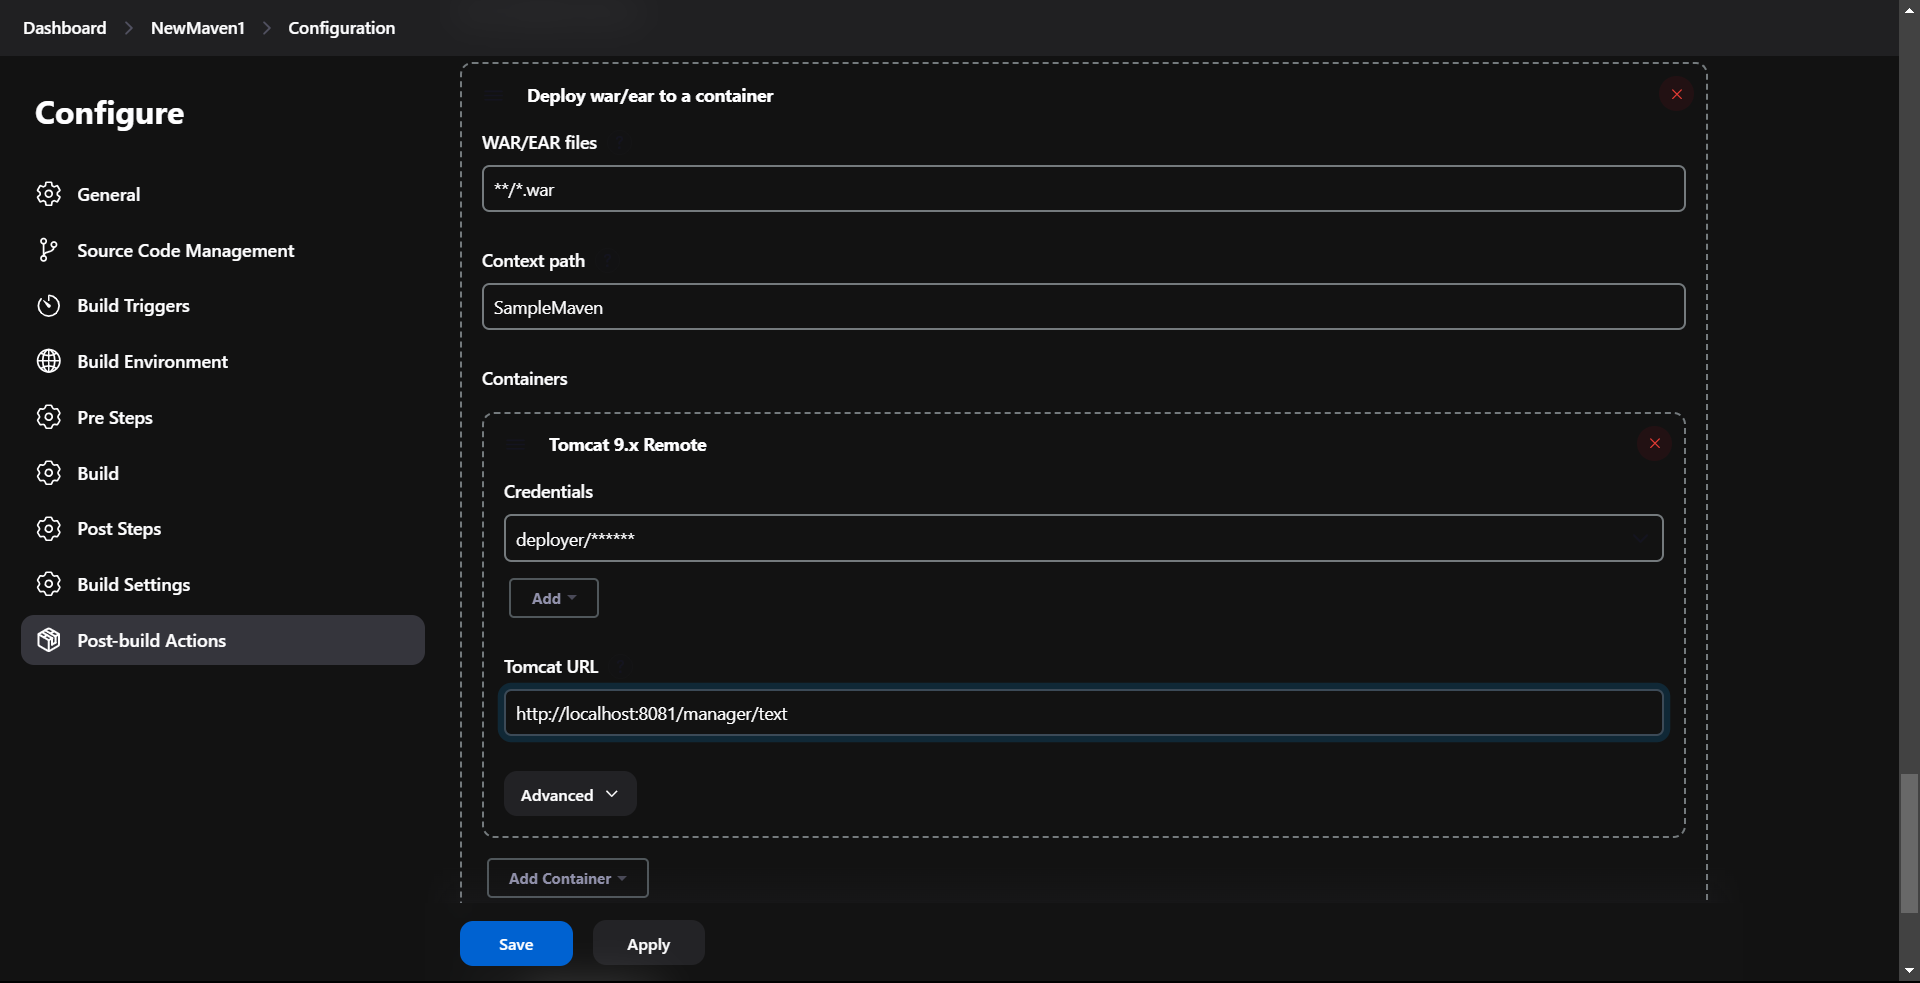 Dashboard
NewMaven1
Configuration
Configure
General
Source Code Management
Build Triggers
Build Environment
Pre Steps
Build
Post Steps
Build Settings
Post-build Actions
Deploy war/ear to a container
WAR/EAR files
**/*.war
Context path
SampleMaven
Containers
Tomcat 9.x Remote
Credentials
deployer/******
Add
Tomcat URL
http://localhost:8081/manager/text
Advanced
Add Container
Save
Apply